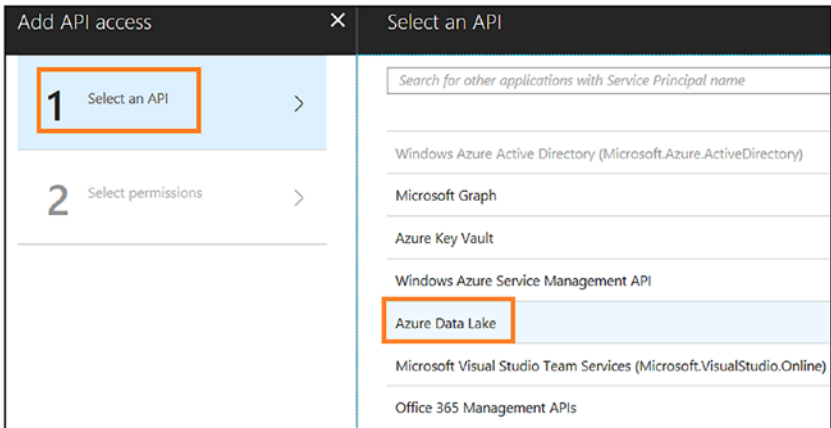 Add API access
Select an API
1 Select an API
2 Select permissions
Search for other applications with Service Principal name
Windows Azure Active Directory (Microsoft.Azure.ActiveDirectory)
Microsoft Graph
Azure Key Vault
Windows Azure Service Management API
Azure Data Lake
Microsoft Visual Studio Team Services (Microsoft.VisualStudio.Online)
Office 365 Management APIs